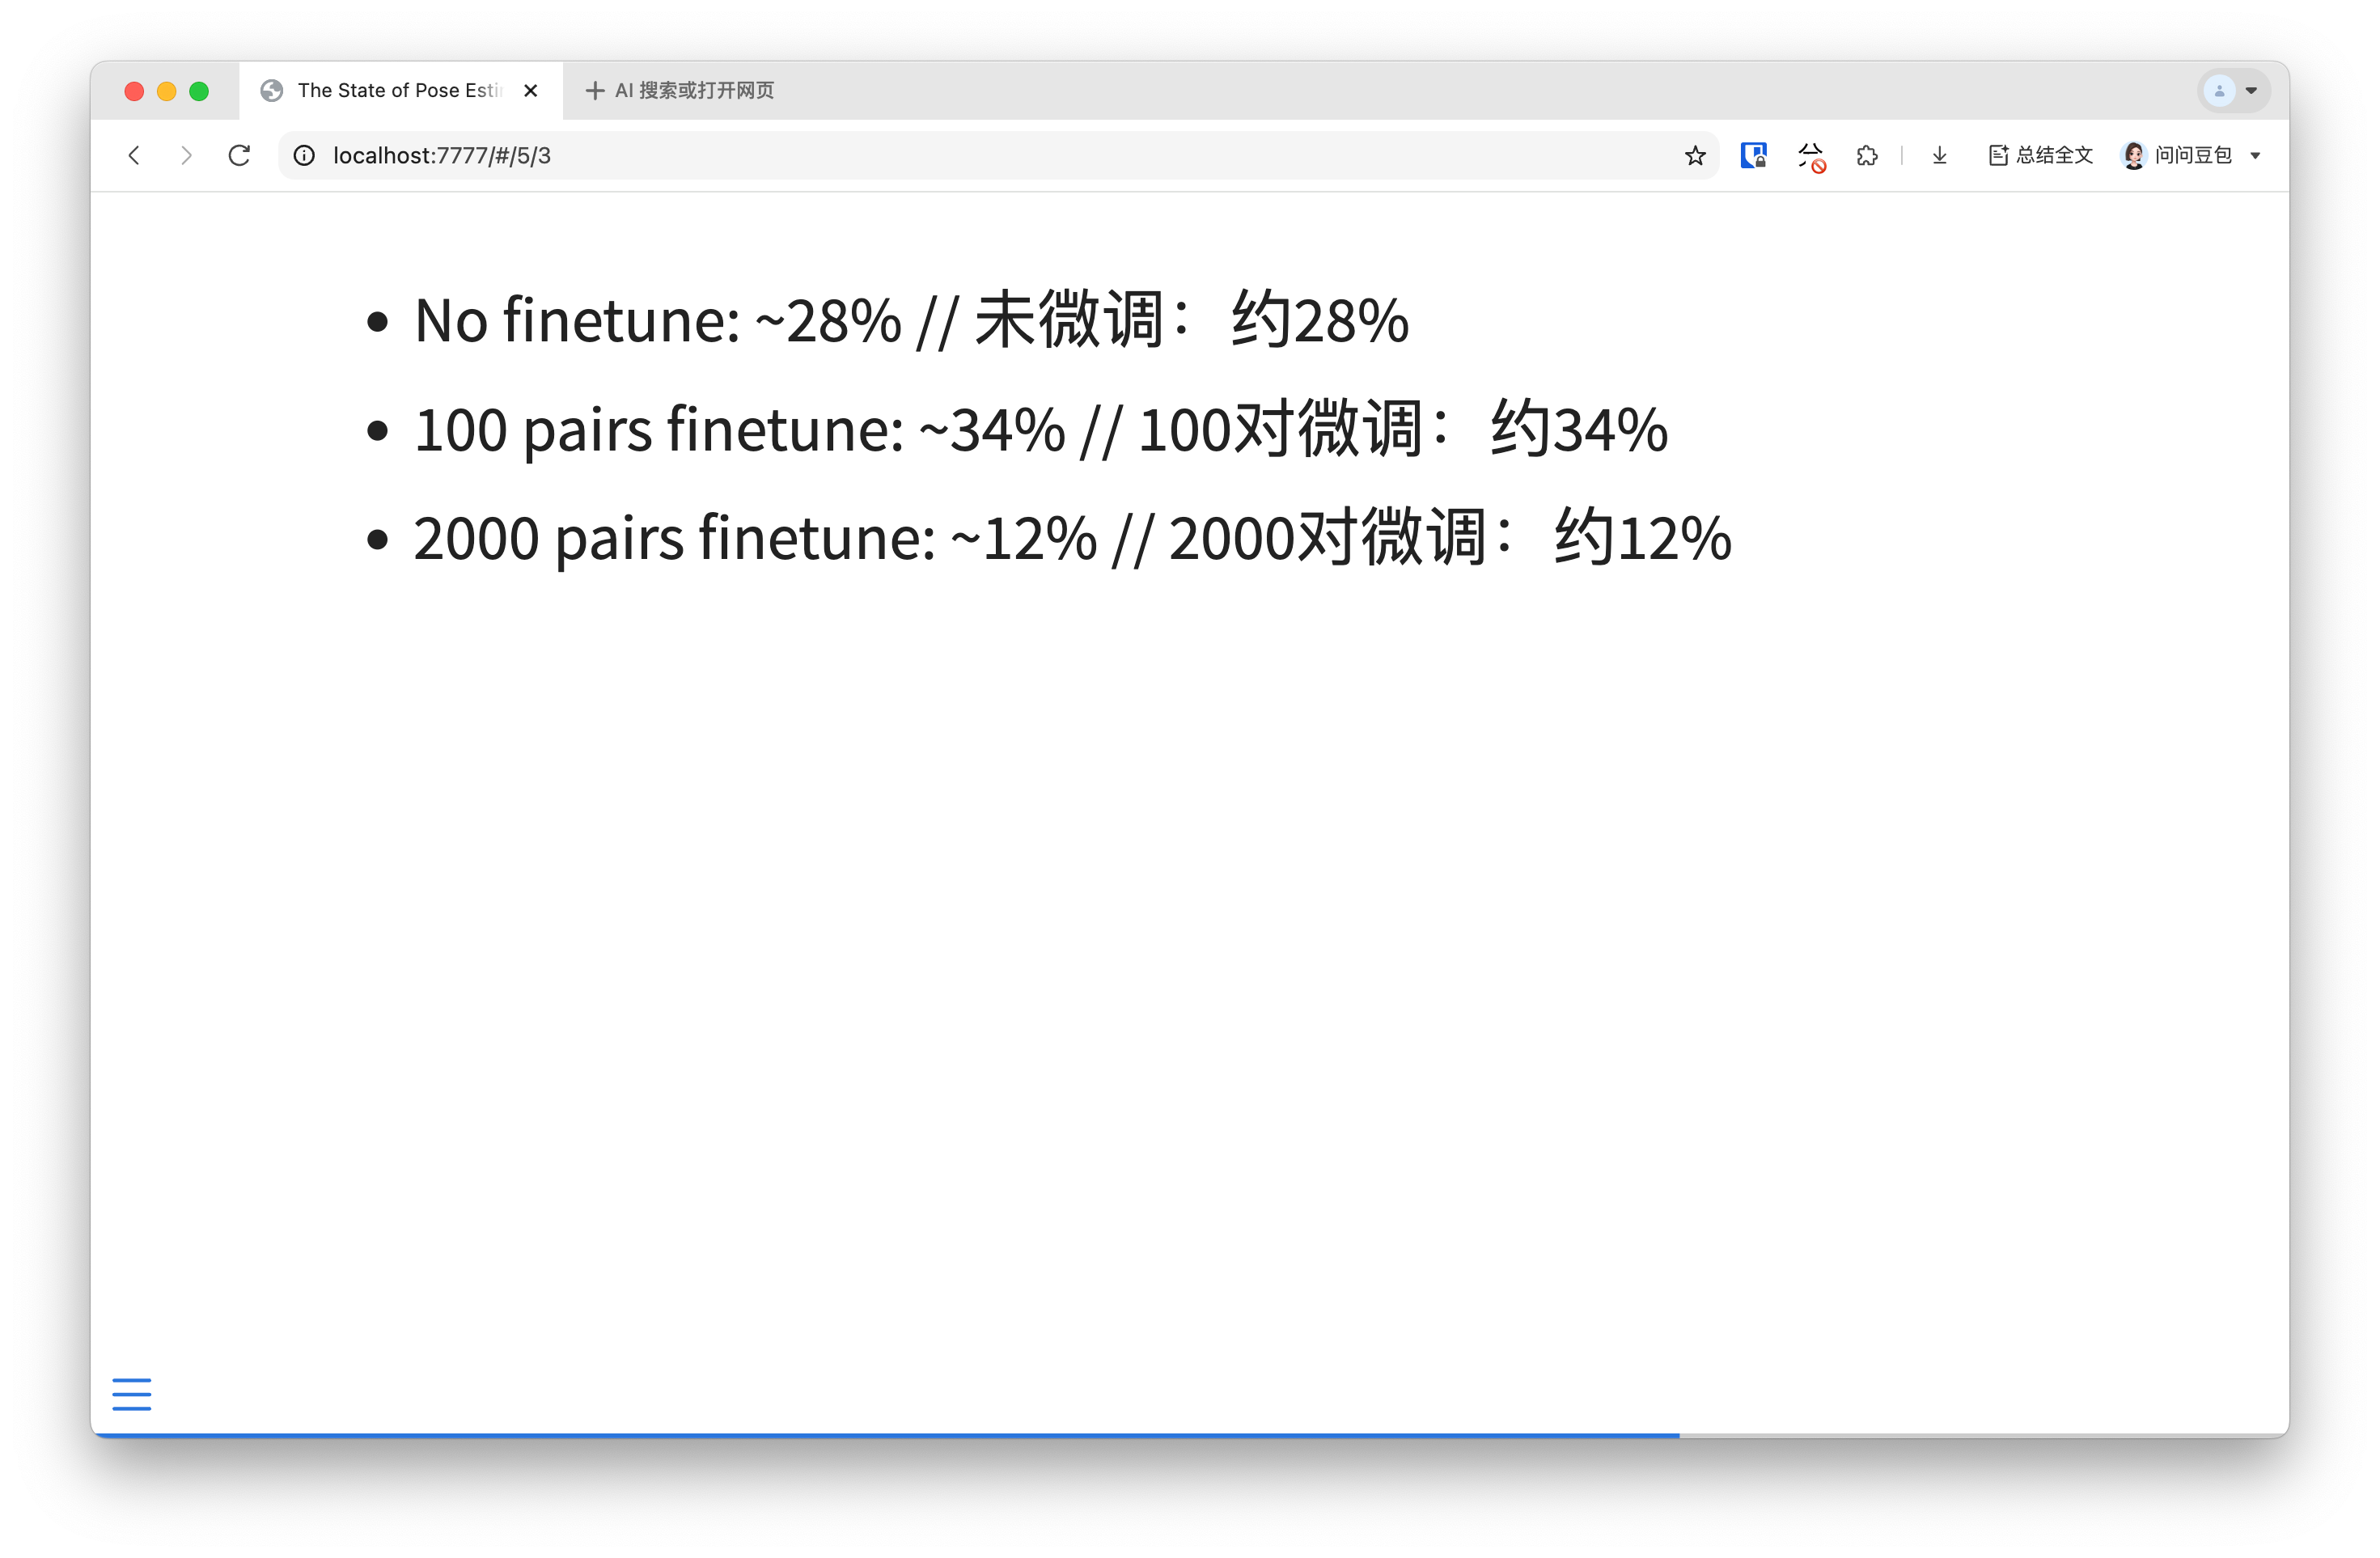 The State of Pose Esti
AI 搜索或打开网页
localhost:7777/#/5/3
总结全文
问问豆包
No finetune: ~28% // 未微调：约28%
100 pairs finetune: ~34% // 100对微调：约34%
2000 pairs finetune: ~12% // 2000对微调：约12%